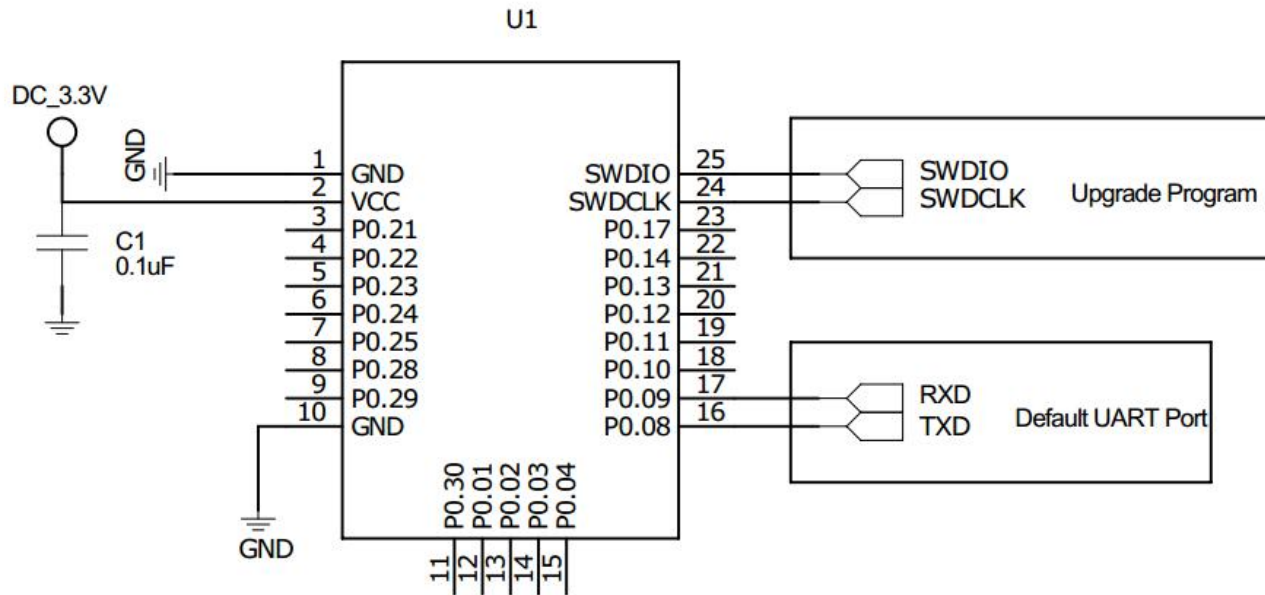 U1
DC_3.3V
GND
C1
0.1uF
1 GND
2 VCC
3 P0.21
4 P0.22
5 P0.23
6 P0.24
7 P0.25
8 P0.28
9 P0.29
10 GND
GND
11 P0.30
12 P0.01
13 P0.02
14 P0.03
15 P0.04
SWDIO 25
SWDCLK 24
P0.17 23
P0.14 22
P0.13 21
P0.12 20
P0.11 19
P0.10 18
P0.09 17
P0.08 16
SWDIO
SWDCLK
Upgrade Program
RXD
TXD
Default UART Port